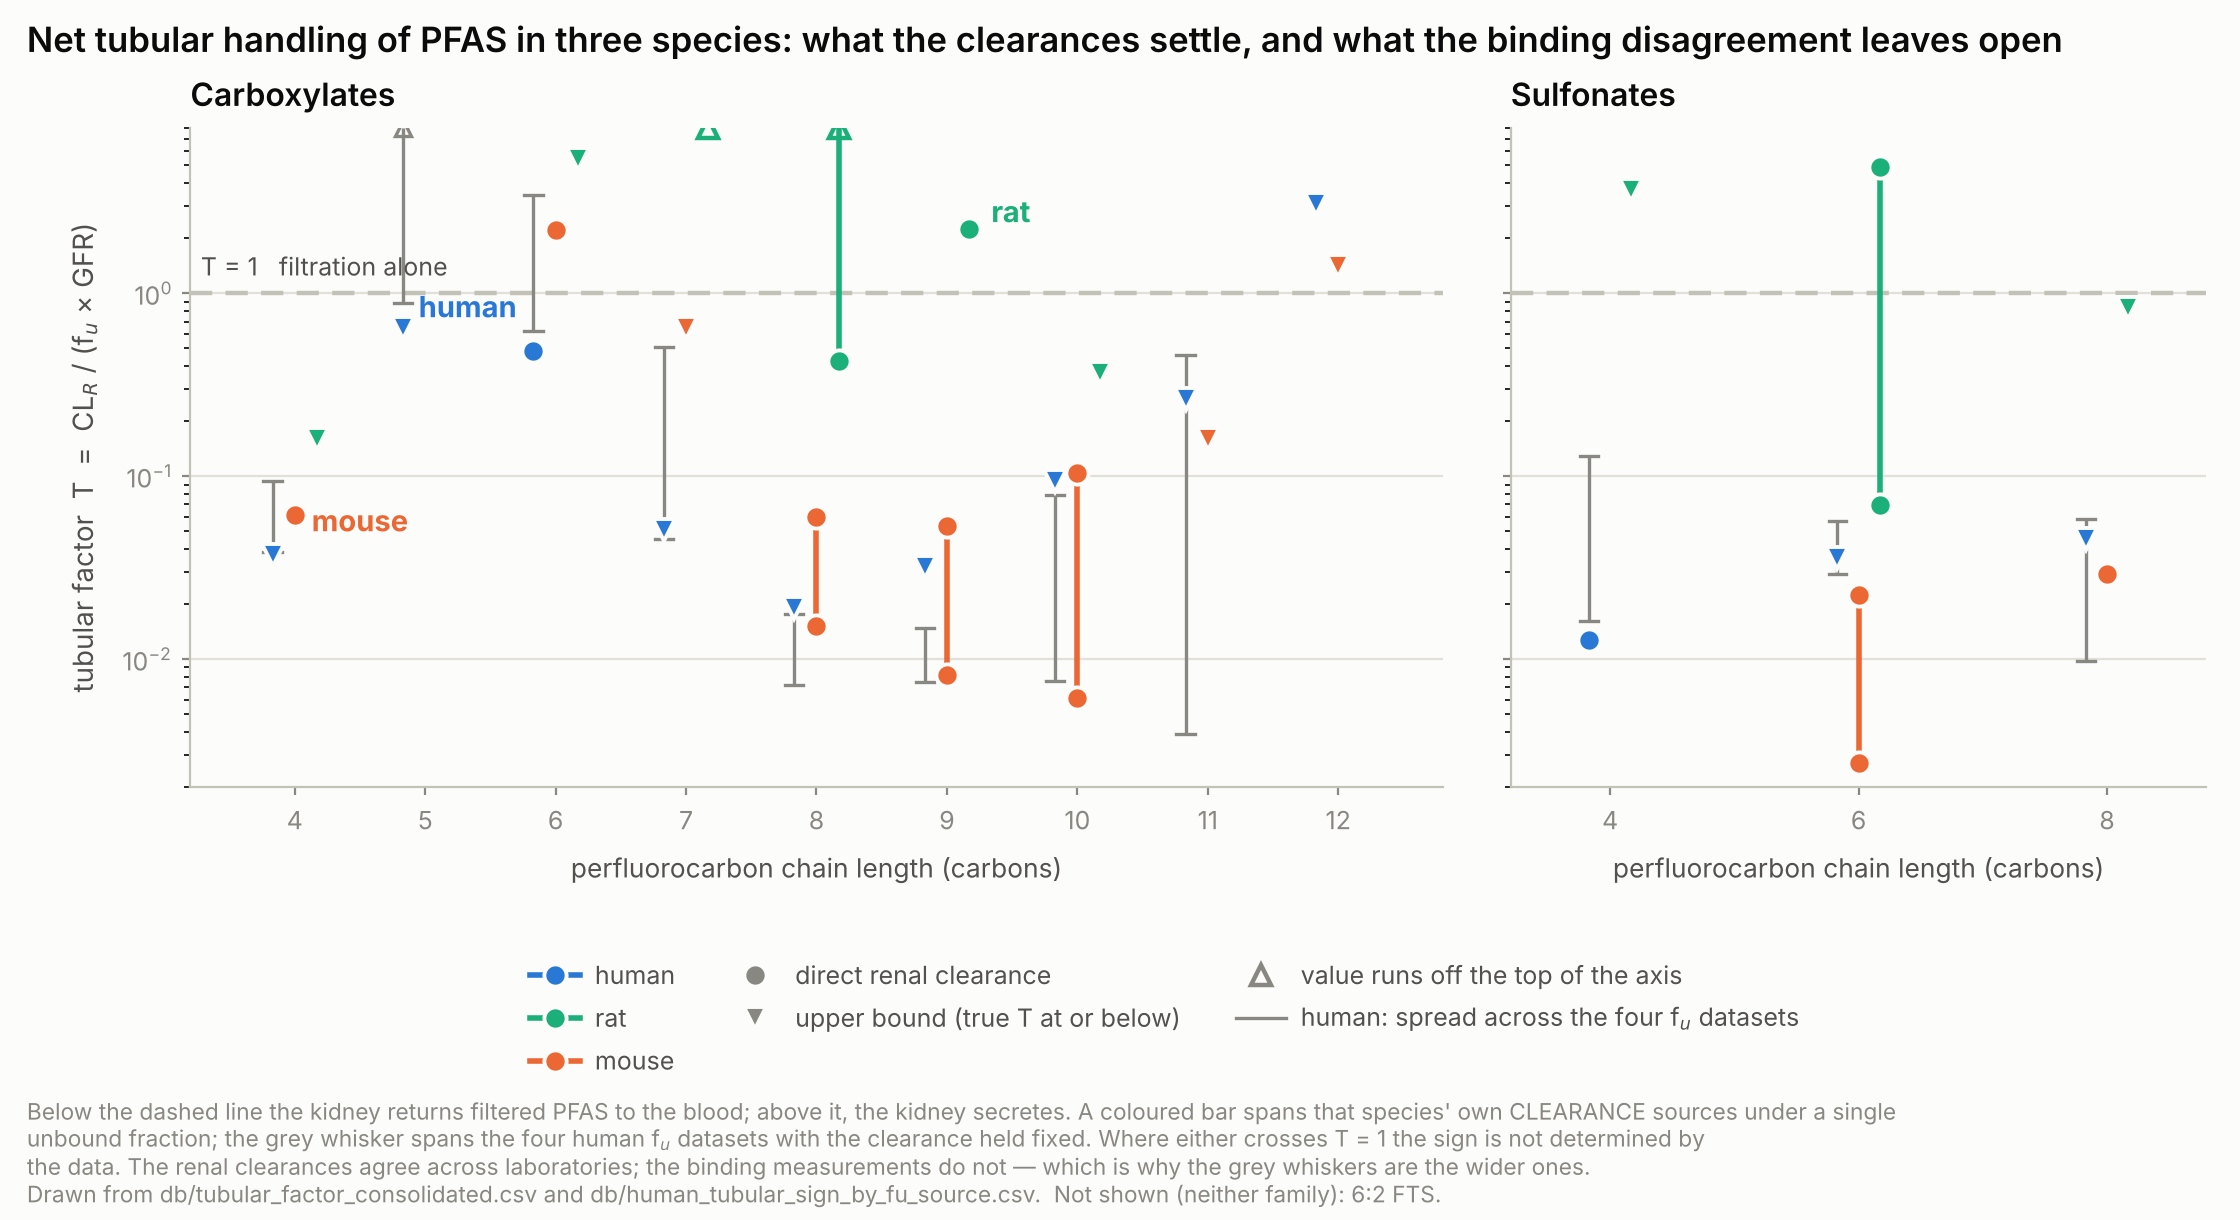 Net tubular handling of PFAS in three species: what the clearances settle, and what the binding disagreement leaves open
Carboxylates
Sulfonates
tubular factor T = CL_R / (f_u × GFR)
10⁰
10⁻¹
10⁻²
T = 1 filtration alone
human
mouse
rat
4 5 6 7 8 9 10 11 12
4 6 8
perfluorocarbon chain length (carbons)
perfluorocarbon chain length (carbons)
human
rat
mouse
direct renal clearance
upper bound (true T at or below)
value runs off the top of the axis
human: spread across the four f_u datasets
Below the dashed line the kidney returns filtered PFAS to the blood; above it, the kidney secretes. A coloured bar spans that species' own CLEARANCE sources under a single
unbound fraction; the grey whisker spans the four human f_u datasets with the clearance held fixed. Where either crosses T = 1 the sign is not determined by
the data. The renal clearances agree across laboratories; the binding measurements do not — which is why the grey whiskers are the wider ones.
Drawn from db/tubular_factor_consolidated.csv and db/human_tubular_sign_by_fu_source.csv. Not shown (neither family): 6:2 FTS.